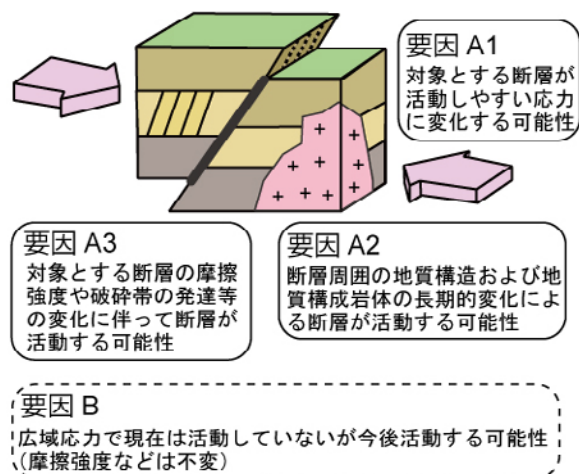 要因 A1
対象とする断層が
活動しやすい応力
に変化する可能性
要因 A3
対象とする断層の摩擦
強度や破砕帯の発達等
の変化に伴って断層が
活動する可能性
要因 A2
断層周囲の地質構造および地
質構成岩体の長期的変化によ
る断層が活動する可能性
要因 B
広域応力で現在は活動していないが今後活動する可能性
(摩擦強度などは不変)